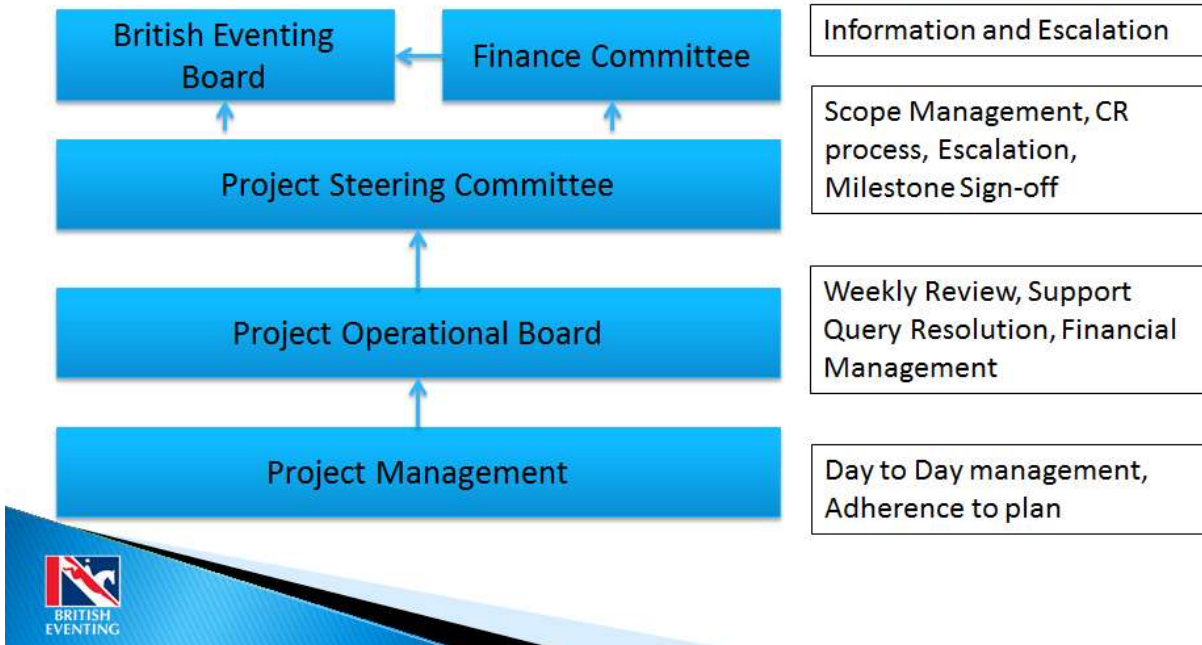 British Eventing
Board
Finance Committee
Information and Escalation
Project Steering Committee
Scope Management, CR
process, Escalation,
Milestone Sign-off
Project Operational Board
Weekly Review, Support
Query Resolution, Financial
Management
Project Management
Day to Day management,
Adherence to plan
BRITISH
EVENTING